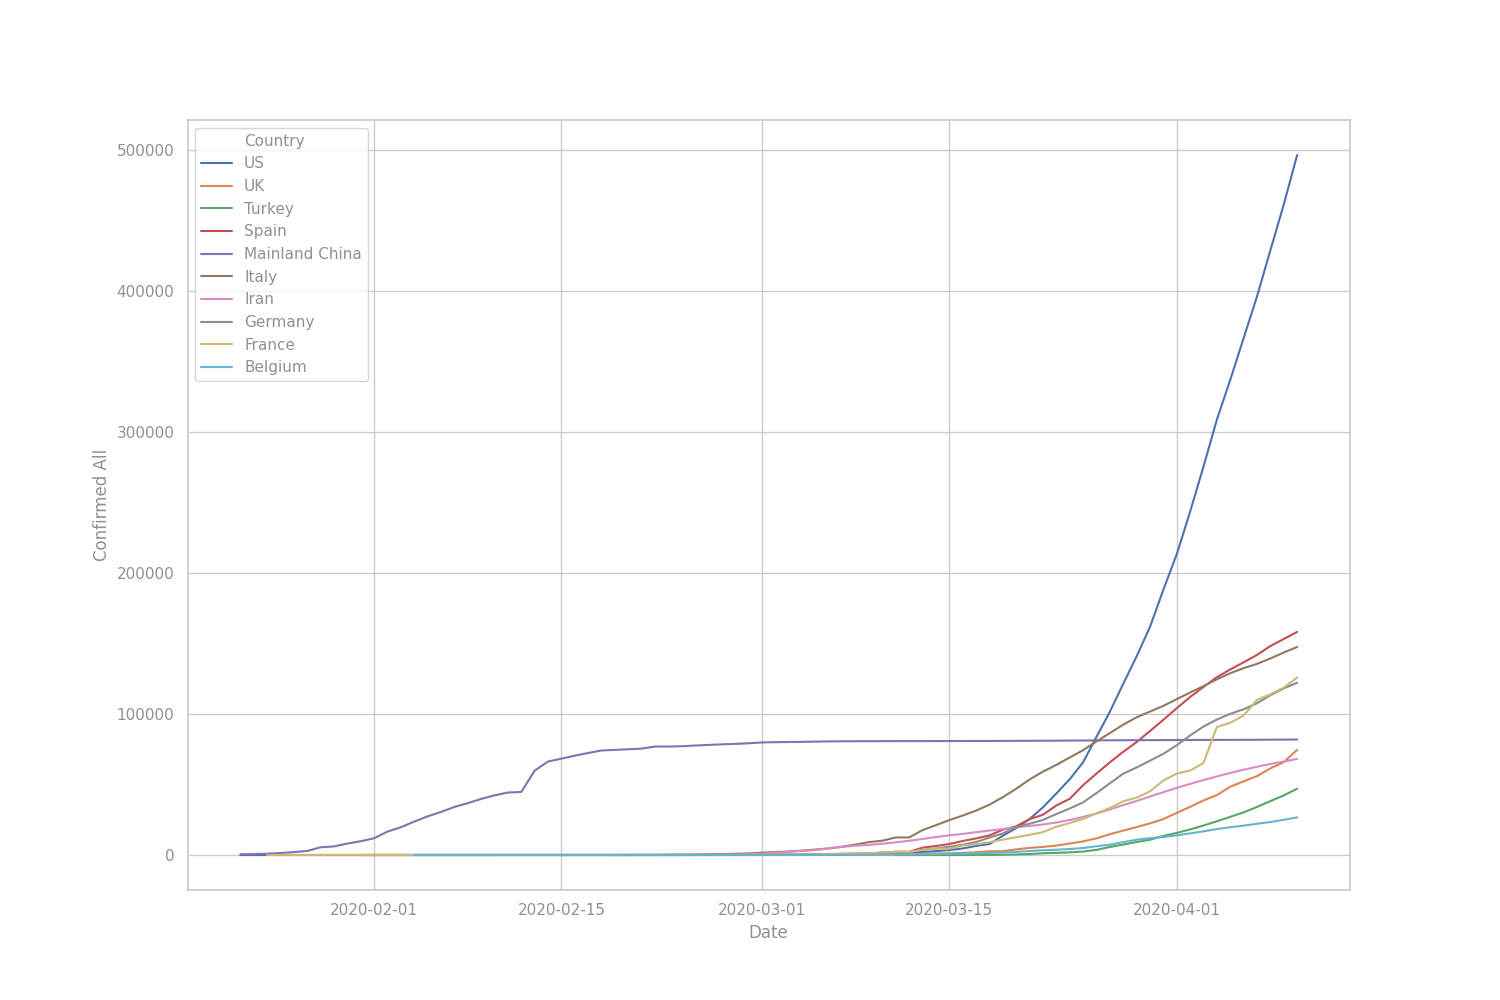 Country
US
UK
Turkey
Spain
Mainland China
Italy
Iran
Germany
France
Belgium
500000
400000
300000
200000
100000
0
Confirmed All
2020-02-01 2020-02-15 2020-03-01 2020-03-15 2020-04-01
Date